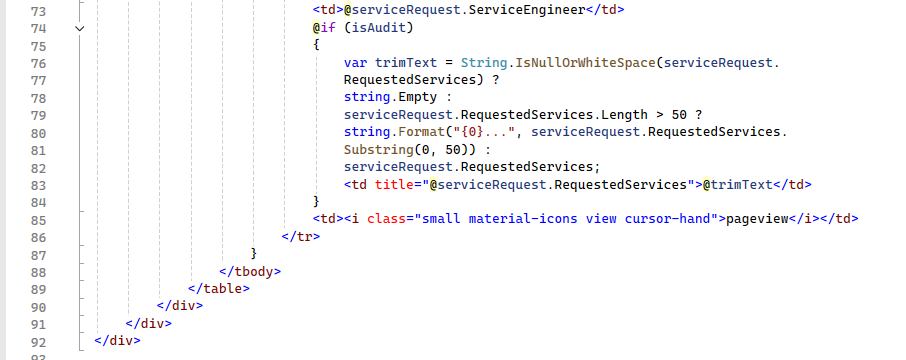 73 <td>@serviceRequest.ServiceEngineer</td>
74 @if (isAudit)
75 {
76 var trimText = String.IsNullOrWhiteSpace(serviceRequest.
77 RequestedServices) ?
78 string.Empty :
79 serviceRequest.RequestedServices.Length > 50 ?
80 string.Format("{0}...", serviceRequest.RequestedServices.
81 Substring(0, 50)) :
82 serviceRequest.RequestedServices;
83 <td title="@serviceRequest.RequestedServices">@trimText</td>
84 }
85 <td><i class="small material-icons view cursor-hand">pageview</i></td>
86 </tr>
87 }
88 </tbody>
89 </table>
90 </div>
91 </div>
92 </div>